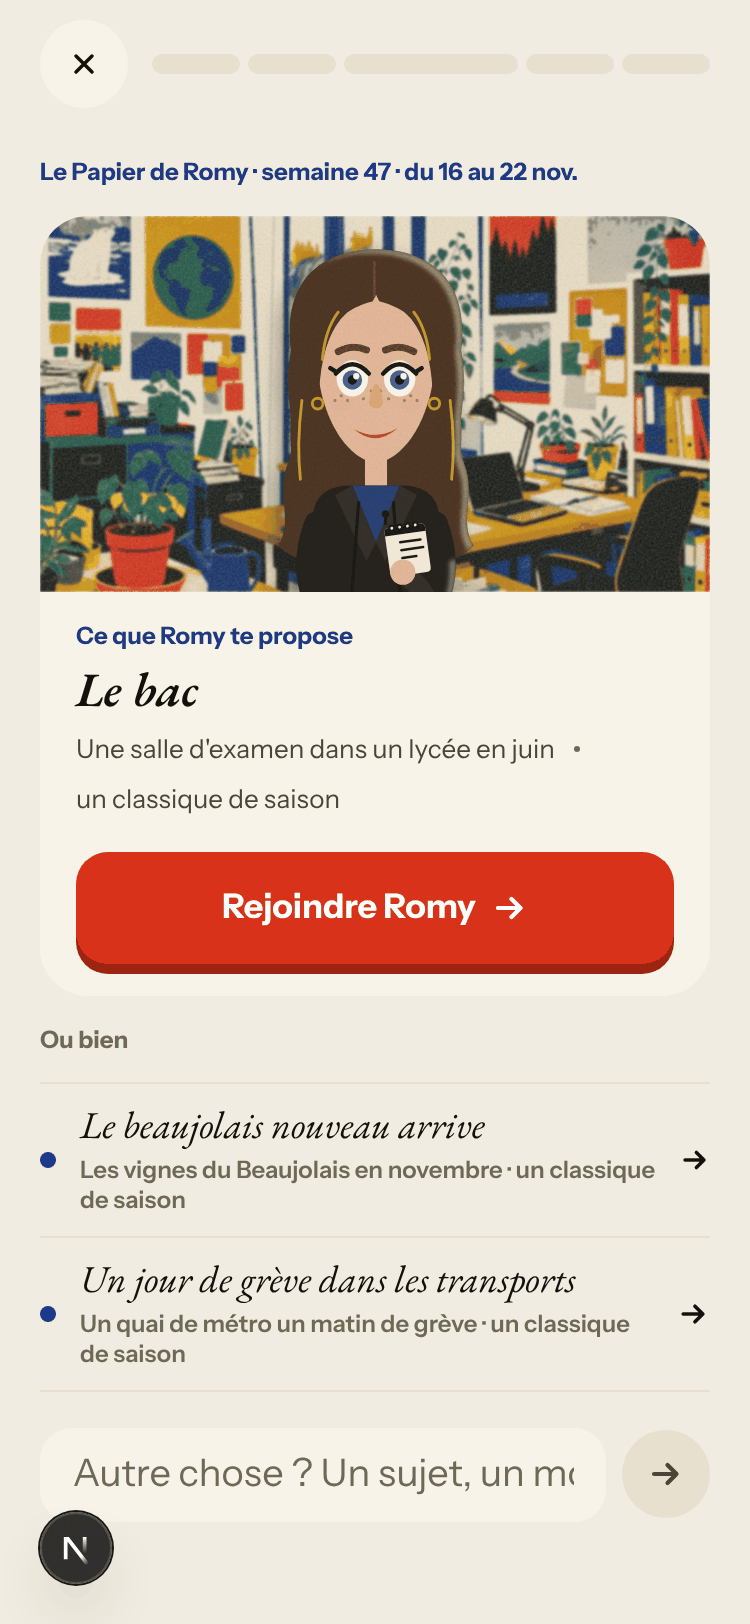 Le Papier de Romy · semaine 47 · du 16 au 22 nov.
Ce que Romy te propose
Le bac
Une salle d'examen dans un lycée en juin •
un classique de saison
Rejoindre Romy →
Ou bien
Le beaujolais nouveau arrive
Les vignes du Beaujolais en novembre · un classique
de saison
Un jour de grève dans les transports
Un quai de métro un matin de grève · un classique
de saison
Autre chose ? Un sujet, un
N